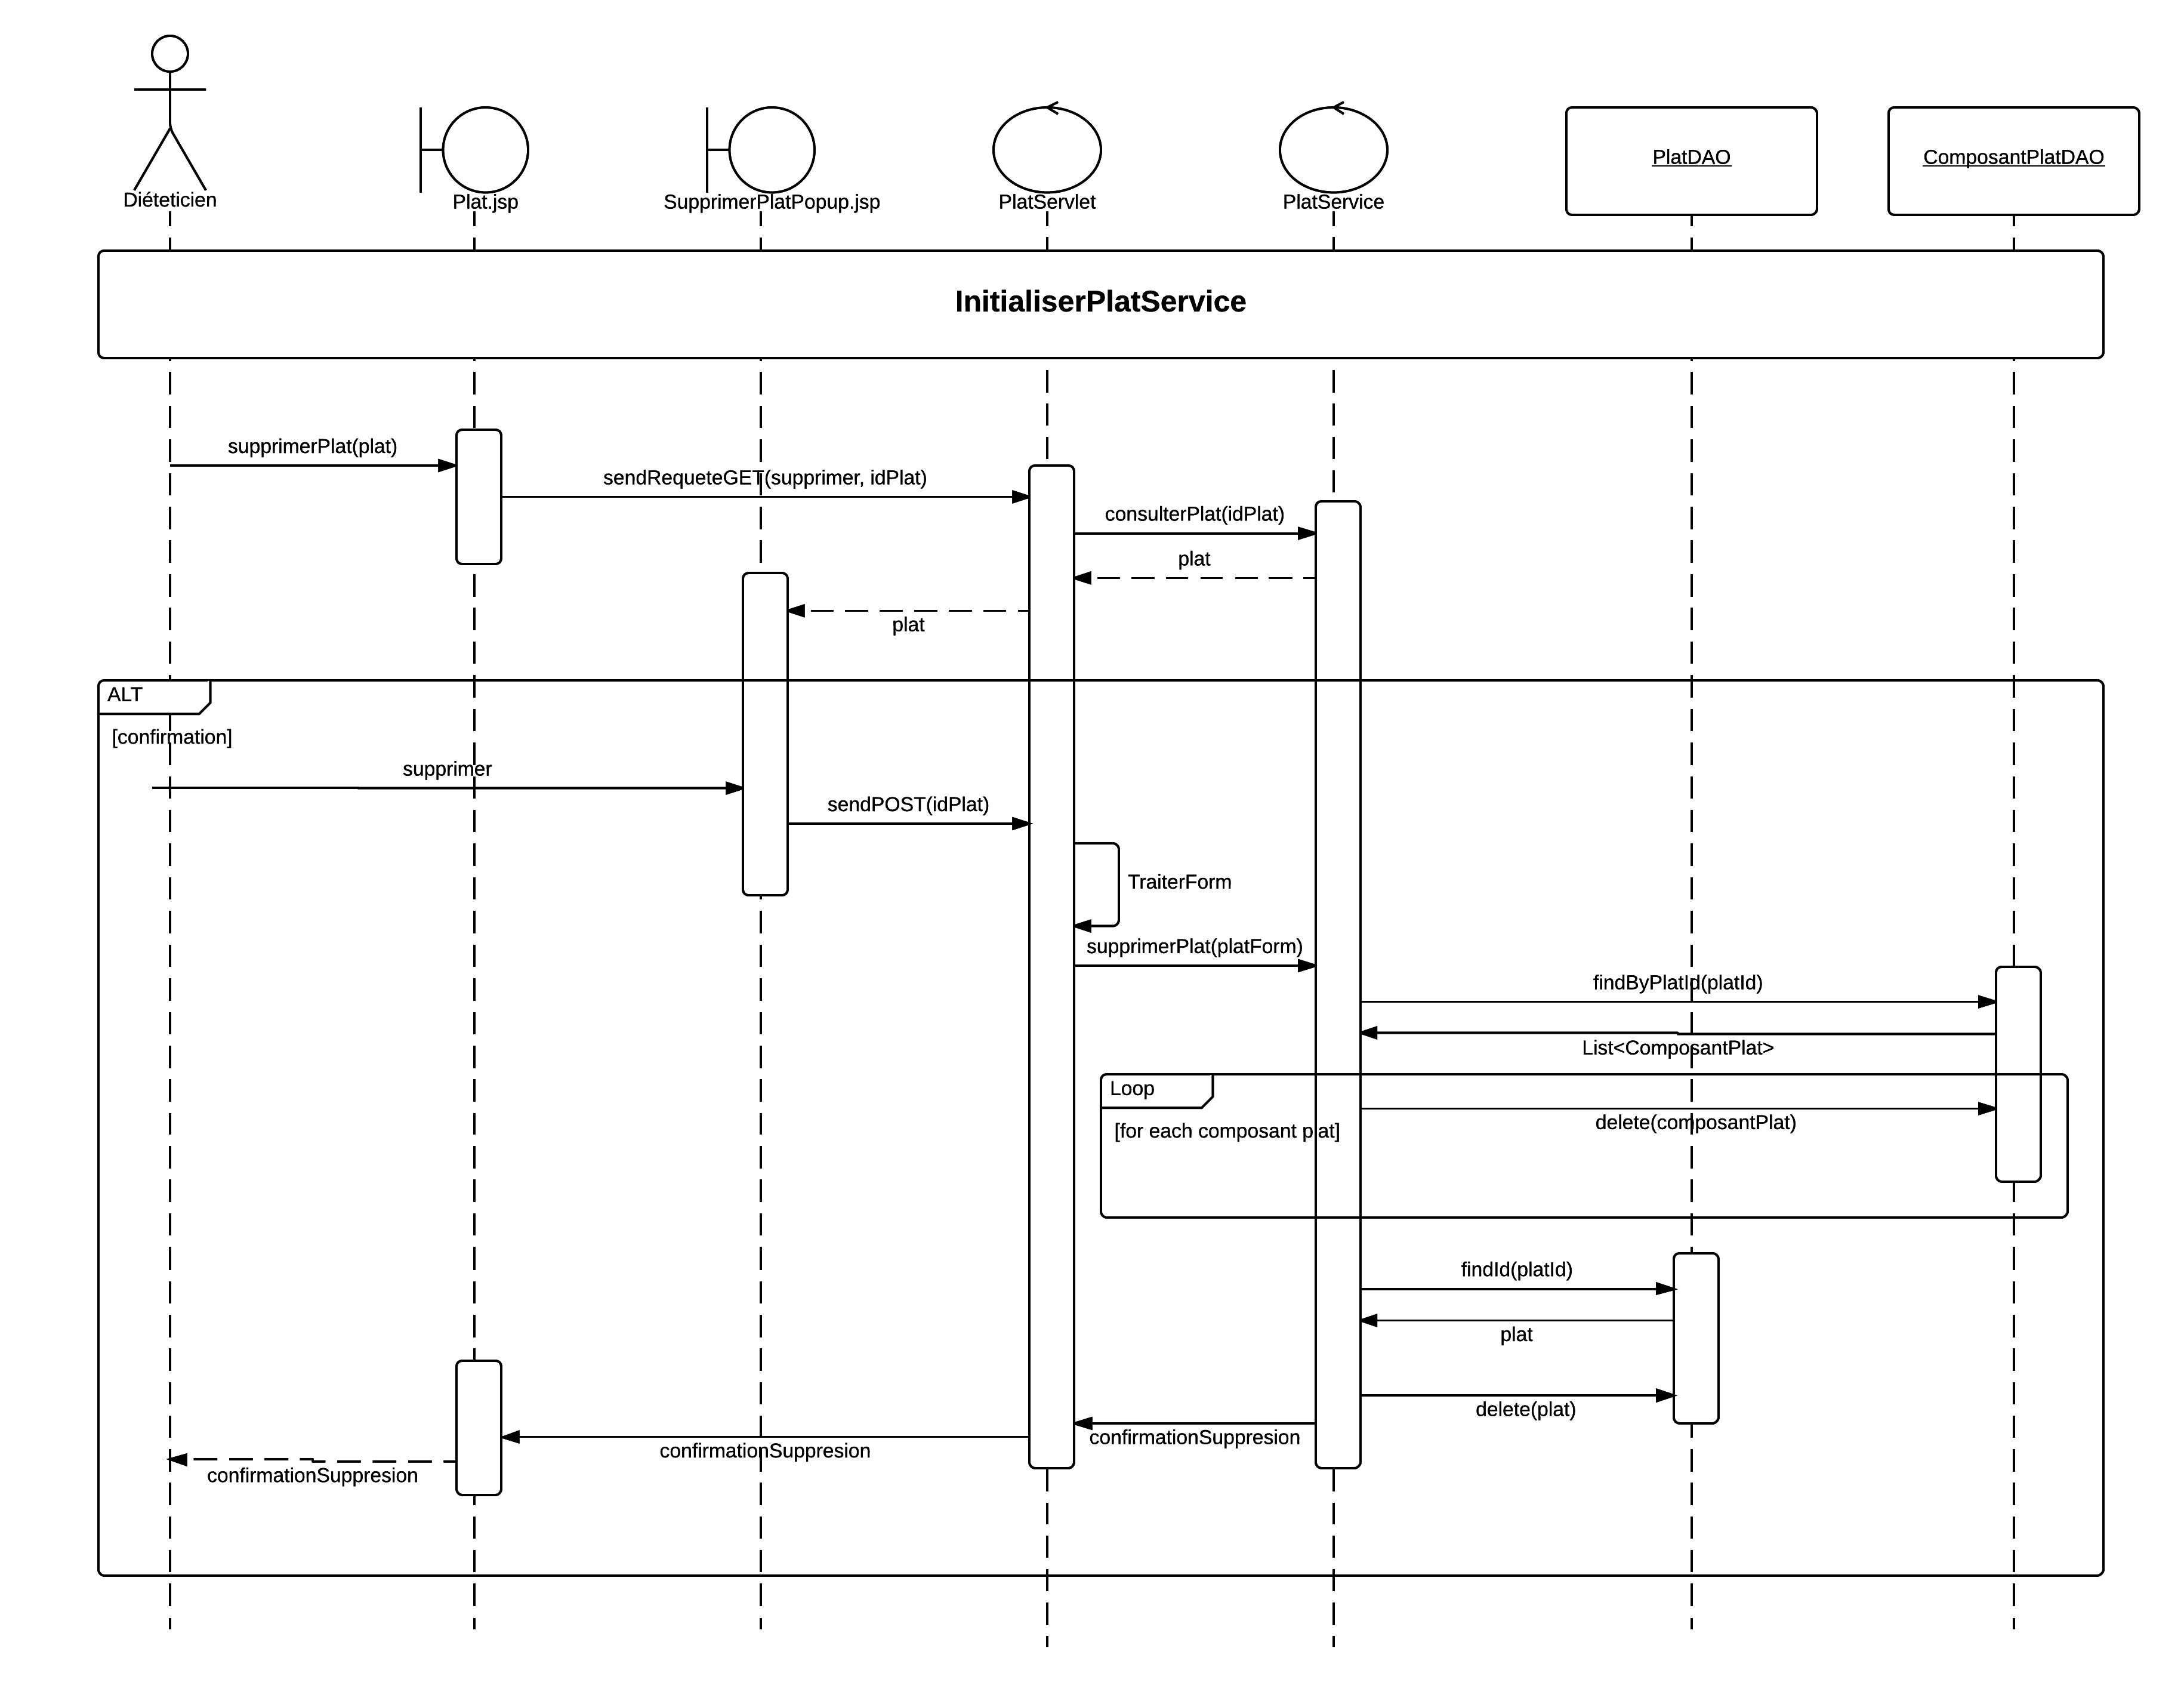 Diéteticien
Plat.jsp
SupprimerPlatPopup.jsp
PlatServlet
PlatService
PlatDAO
ComposantPlatDAO
InitialiserPlatService
supprimerPlat(plat)
sendRequeteGET(supprimer, idPlat)
consulterPlat(idPlat)
plat
plat
ALT
[confirmation]
supprimer
sendPOST(idPlat)
TraiterForm
supprimerPlat(platForm)
findByPlatId(platId)
List<ComposantPlat>
Loop
[for each composant plat]
delete(composantPlat)
findId(platId)
plat
delete(plat)
confirmationSuppresion
confirmationSuppresion
confirmationSuppresion